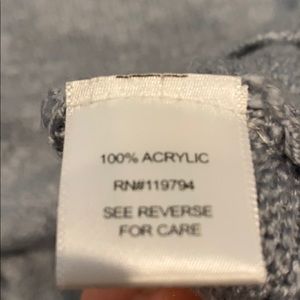 100% ACRYLIC
RN#119794
SEE REVERSE
FOR CARE